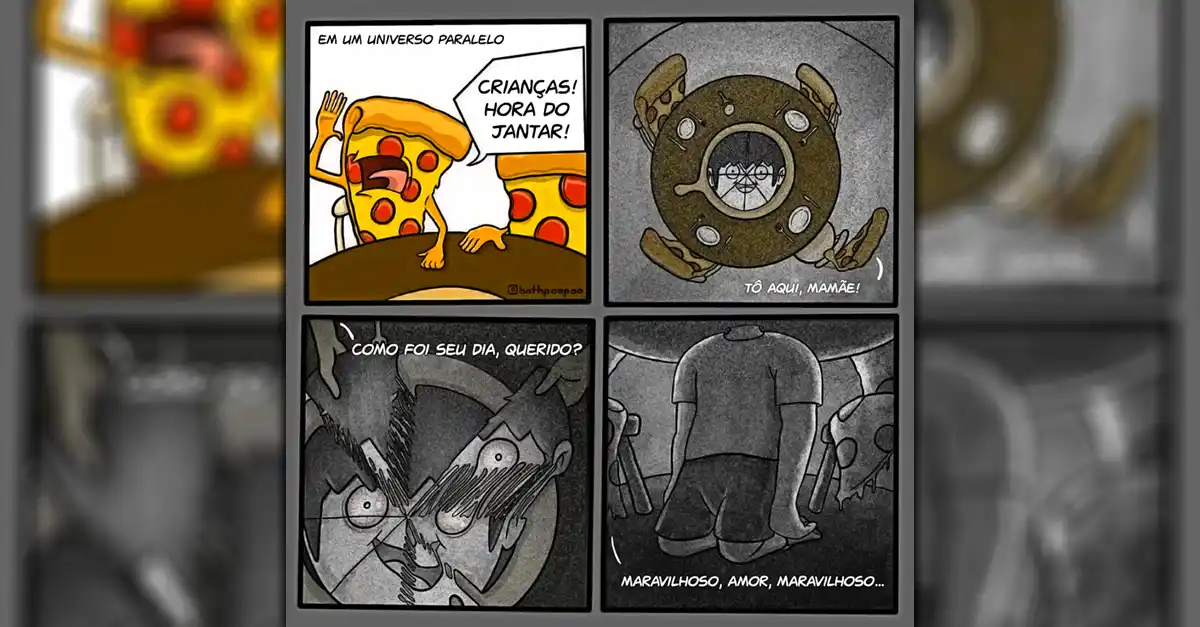 EM UM UNIVERSO PARALELO
CRIANÇAS!
HORA DO
JANTAR!
@bathpoopoo
TÔ AQUI, MAMÃE!
COMO FOI SEU DIA, QUERIDO?
MARAVILHOSO, AMOR, MARAVILHOSO...